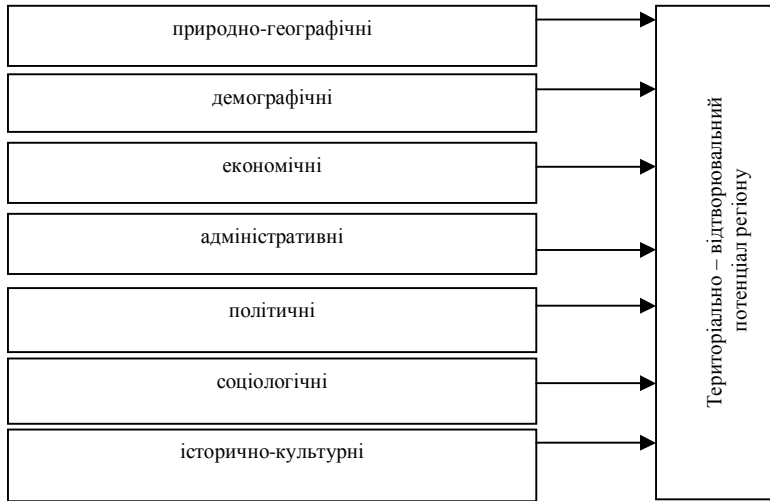 природно-географічні
демографічні
економічні
адміністративні
політичні
соціологічні
історично-культурні
Територіально – відтворювальний
потенціал регіону